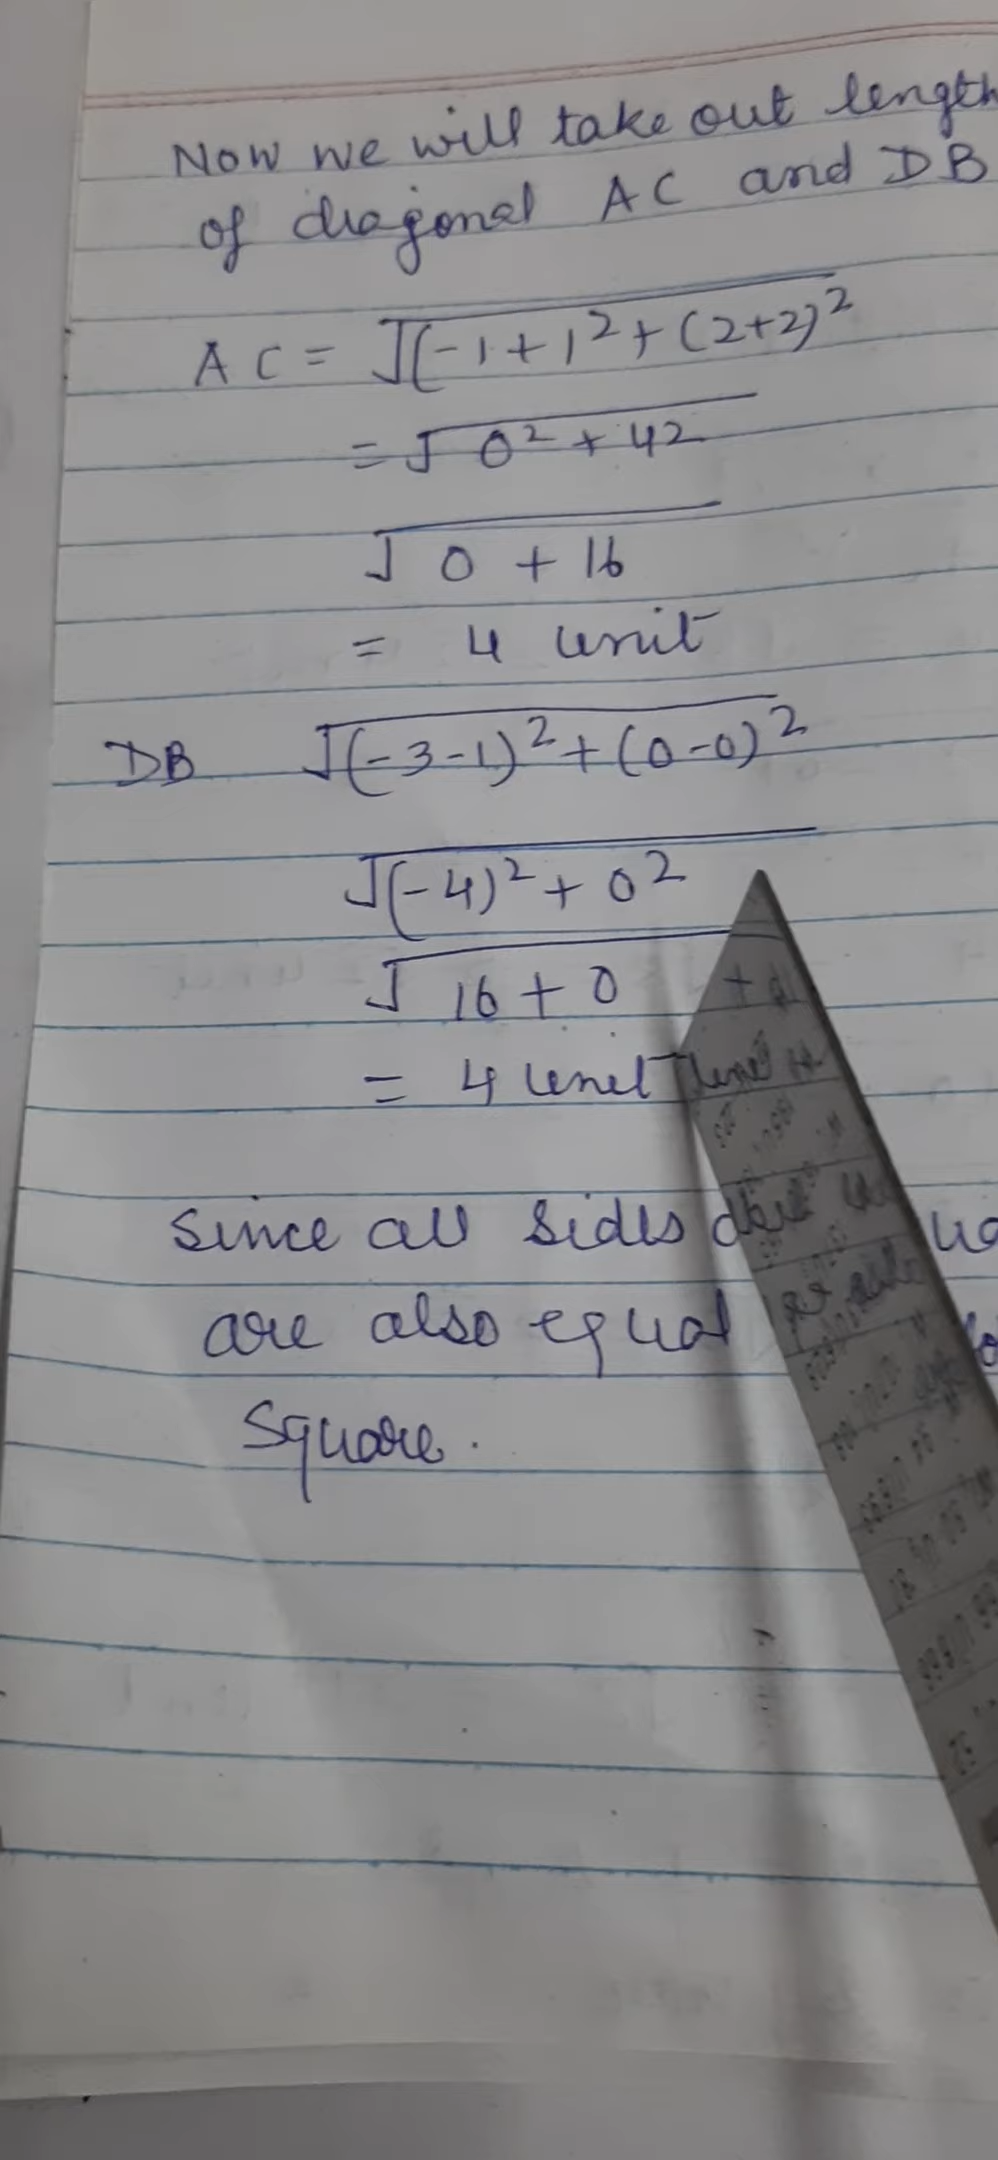 Now we will take out length
of diagonal AC and DB
AC = √(-1+1²+(2+2)²
= √0²+42
√0+16
= 4 unit
DB √(-3-1)²+(0-0)²
√(-4)²+0²
√16+0
= 4 unit
Since all sides
are also equal
Square.